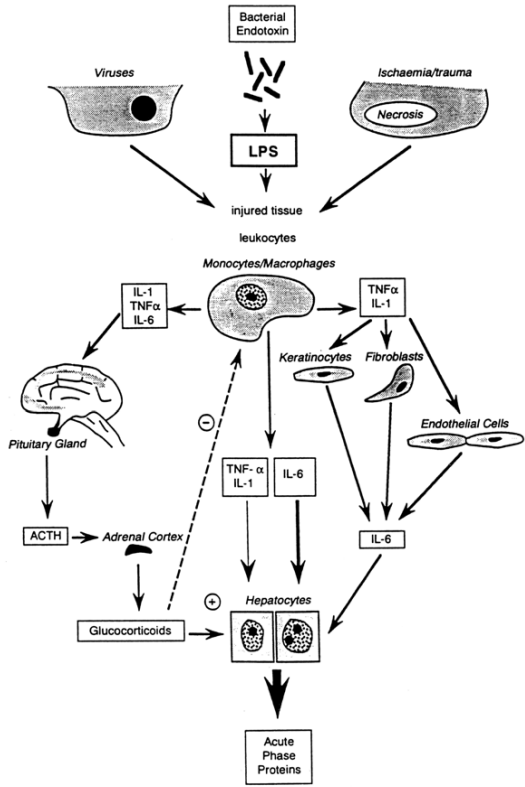 Bacterial
Endotoxin
Viruses
Ischaemia/trauma
Necrosis
LPS
injured tissue
leukocytes
Monocytes/Macrophages
IL-1
TNFα
IL-6
TNFα
IL-1
Keratinocytes
Fibroblasts
Pituitary Gland
Endothelial Cells
−
TNF- α
IL-1
IL-6
ACTH
Adrenal Cortex
IL-6
+
Hepatocytes
Glucocorticoids
Acute
Phase
Proteins